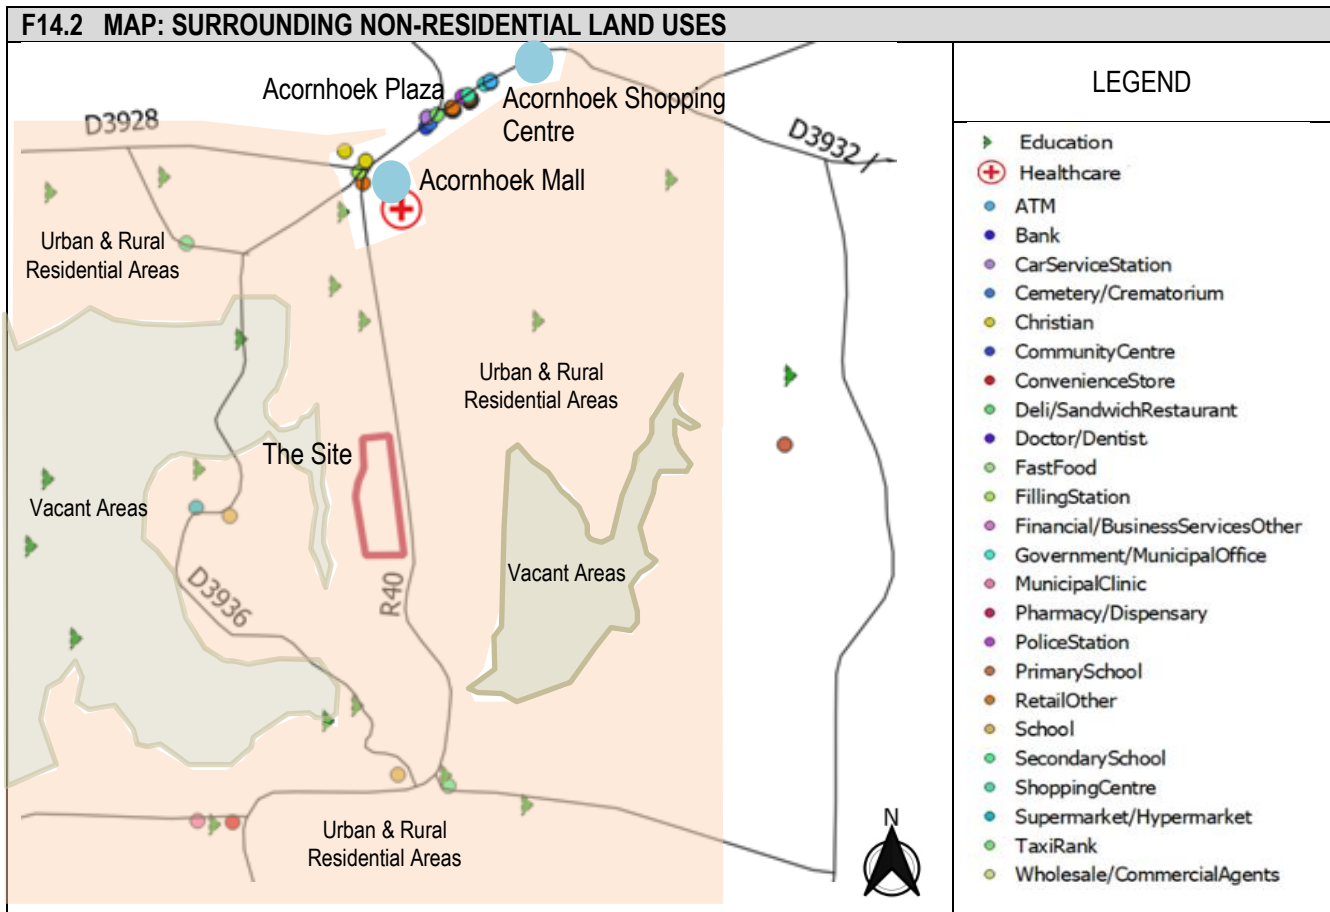 F14.2 MAP: SURROUNDING NON-RESIDENTIAL LAND USES
Acornhoek Plaza
Acornhoek Shopping
Centre
D3928
D3932
Acornhoek Mall
Urban & Rural
Residential Areas
Urban & Rural
Residential Areas
The Site
Vacant Areas
Vacant Areas
D3936
R40
Urban & Rural
Residential Areas
N
LEGEND
Education
Healthcare
ATM
Bank
CarServiceStation
Cemetery/Crematorium
Christian
CommunityCentre
ConvenienceStore
Deli/SandwichRestaurant
Doctor/Dentist
FastFood
FillingStation
Financial/BusinessServicesOther
Government/MunicipalOffice
MunicipalClinic
Pharmacy/Dispensary
PoliceStation
PrimarySchool
RetailOther
School
SecondarySchool
ShoppingCentre
Supermarket/Hypermarket
TaxiRank
Wholesale/CommercialAgents